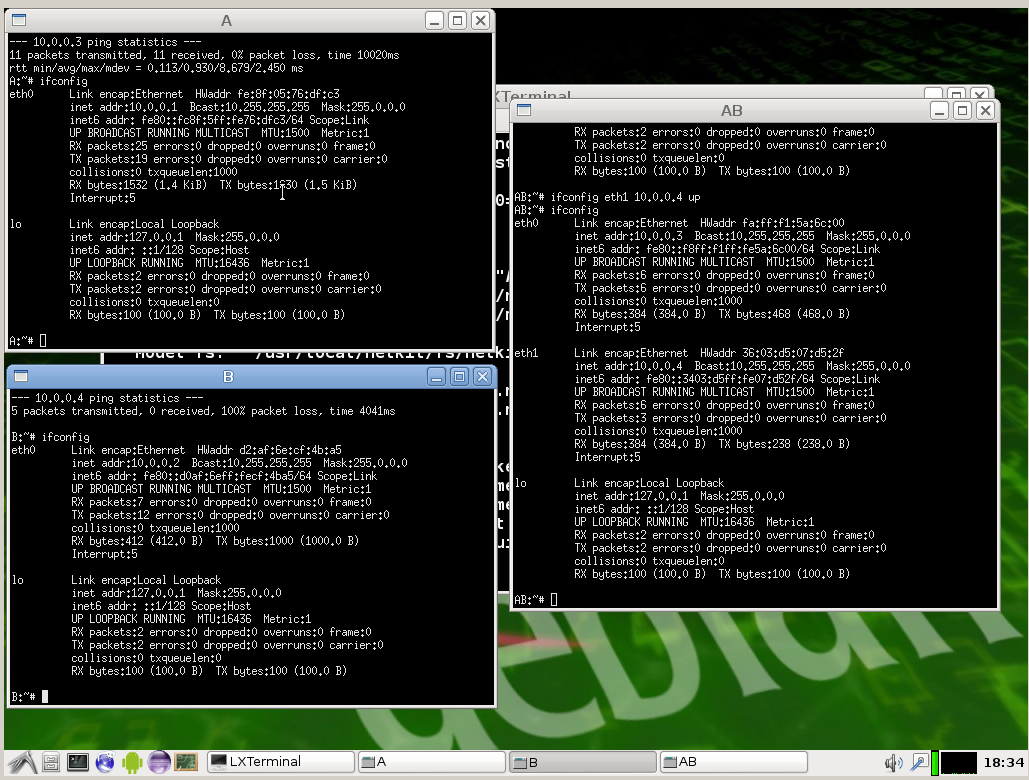 A
--- 10.0.0.3 ping statistics ---
11 packets transmitted, 11 received, 0% packet loss, time 10020ms
rtt min/avg/max/mdev = 0.113/0.930/8.679/2.450 ms
A:~# ifconfig
eth0 Link encap:Ethernet HWaddr fe:8f:05:76:df:c3
inet addr:10.0.0.1 Bcast:10.255.255.255 Mask:255.0.0.0
inet6 addr: fe80::fc8f:5ff:fe76:dfc3/64 Scope:Link
UP BROADCAST RUNNING MULTICAST MTU:1500 Metric:1
RX packets:25 errors:0 dropped:0 overruns:0 frame:0
TX packets:19 errors:0 dropped:0 overruns:0 carrier:0
collisions:0 txqueuelen:1000
RX bytes:1532 (1.4 KiB) TX bytes:1630 (1.5 KiB)
Interrupt:5
lo Link encap:Local Loopback
inet addr:127.0.0.1 Mask:255.0.0.0
inet6 addr: ::1/128 Scope:Host
UP LOOPBACK RUNNING MTU:16436 Metric:1
RX packets:2 errors:0 dropped:0 overruns:0 frame:0
TX packets:2 errors:0 dropped:0 overruns:0 carrier:0
collisions:0 txqueuelen:0
RX bytes:100 (100.0 B) TX bytes:100 (100.0 B)
A:~#
B
--- 10.0.0.4 ping statistics ---
5 packets transmitted, 0 received, 100% packet loss, time 4041ms
B:~# ifconfig
eth0 Link encap:Ethernet HWaddr d2:af:6e:cf:4b:a5
inet addr:10.0.0.2 Bcast:10.255.255.255 Mask:255.0.0.0
inet6 addr: fe80::d0af:6eff:fecf:4ba5/64 Scope:Link
UP BROADCAST RUNNING MULTICAST MTU:1500 Metric:1
RX packets:7 errors:0 dropped:0 overruns:0 frame:0
TX packets:12 errors:0 dropped:0 overruns:0 carrier:0
collisions:0 txqueuelen:1000
RX bytes:412 (412.0 B) TX bytes:1000 (1000.0 B)
Interrupt:5
lo Link encap:Local Loopback
inet addr:127.0.0.1 Mask:255.0.0.0
inet6 addr: ::1/128 Scope:Host
UP LOOPBACK RUNNING MTU:16436 Metric:1
RX packets:2 errors:0 dropped:0 overruns:0 frame:0
TX packets:2 errors:0 dropped:0 overruns:0 carrier:0
collisions:0 txqueuelen:0
RX bytes:100 (100.0 B) TX bytes:100 (100.0 B)
B:~#
AB
RX packets:2 errors:0 dropped:0 overruns:0 frame:0
TX packets:2 errors:0 dropped:0 overruns:0 carrier:0
collisions:0 txqueuelen:0
RX bytes:100 (100.0 B) TX bytes:100 (100.0 B)
AB:~# ifconfig eth1 10.0.0.4 up
AB:~# ifconfig
eth0 Link encap:Ethernet HWaddr fa:ff:f1:5a:6c:00
inet addr:10.0.0.3 Bcast:10.255.255.255 Mask:255.0.0.0
inet6 addr: fe80::f8ff:f1ff:fe5a:6c00/64 Scope:Link
UP BROADCAST RUNNING MULTICAST MTU:1500 Metric:1
RX packets:6 errors:0 dropped:0 overruns:0 frame:0
TX packets:6 errors:0 dropped:0 overruns:0 carrier:0
collisions:0 txqueuelen:1000
RX bytes:384 (384.0 B) TX bytes:468 (468.0 B)
Interrupt:5
eth1 Link encap:Ethernet HWaddr 36:03:d5:07:d5:2f
inet addr:10.0.0.4 Bcast:10.255.255.255 Mask:255.0.0.0
inet6 addr: fe80::3403:d5ff:fe07:d52f/64 Scope:Link
UP BROADCAST RUNNING MULTICAST MTU:1500 Metric:1
RX packets:6 errors:0 dropped:0 overruns:0 frame:0
TX packets:3 errors:0 dropped:0 overruns:0 carrier:0
collisions:0 txqueuelen:1000
RX bytes:384 (384.0 B) TX bytes:238 (238.0 B)
Interrupt:5
lo Link encap:Local Loopback
inet addr:127.0.0.1 Mask:255.0.0.0
inet6 addr: ::1/128 Scope:Host
UP LOOPBACK RUNNING MTU:16436 Metric:1
RX packets:2 errors:0 dropped:0 overruns:0 frame:0
TX packets:2 errors:0 dropped:0 overruns:0 carrier:0
collisions:0 txqueuelen:0
RX bytes:100 (100.0 B) TX bytes:100 (100.0 B)
AB:~#
LXTerminal
A
B
AB
18:34